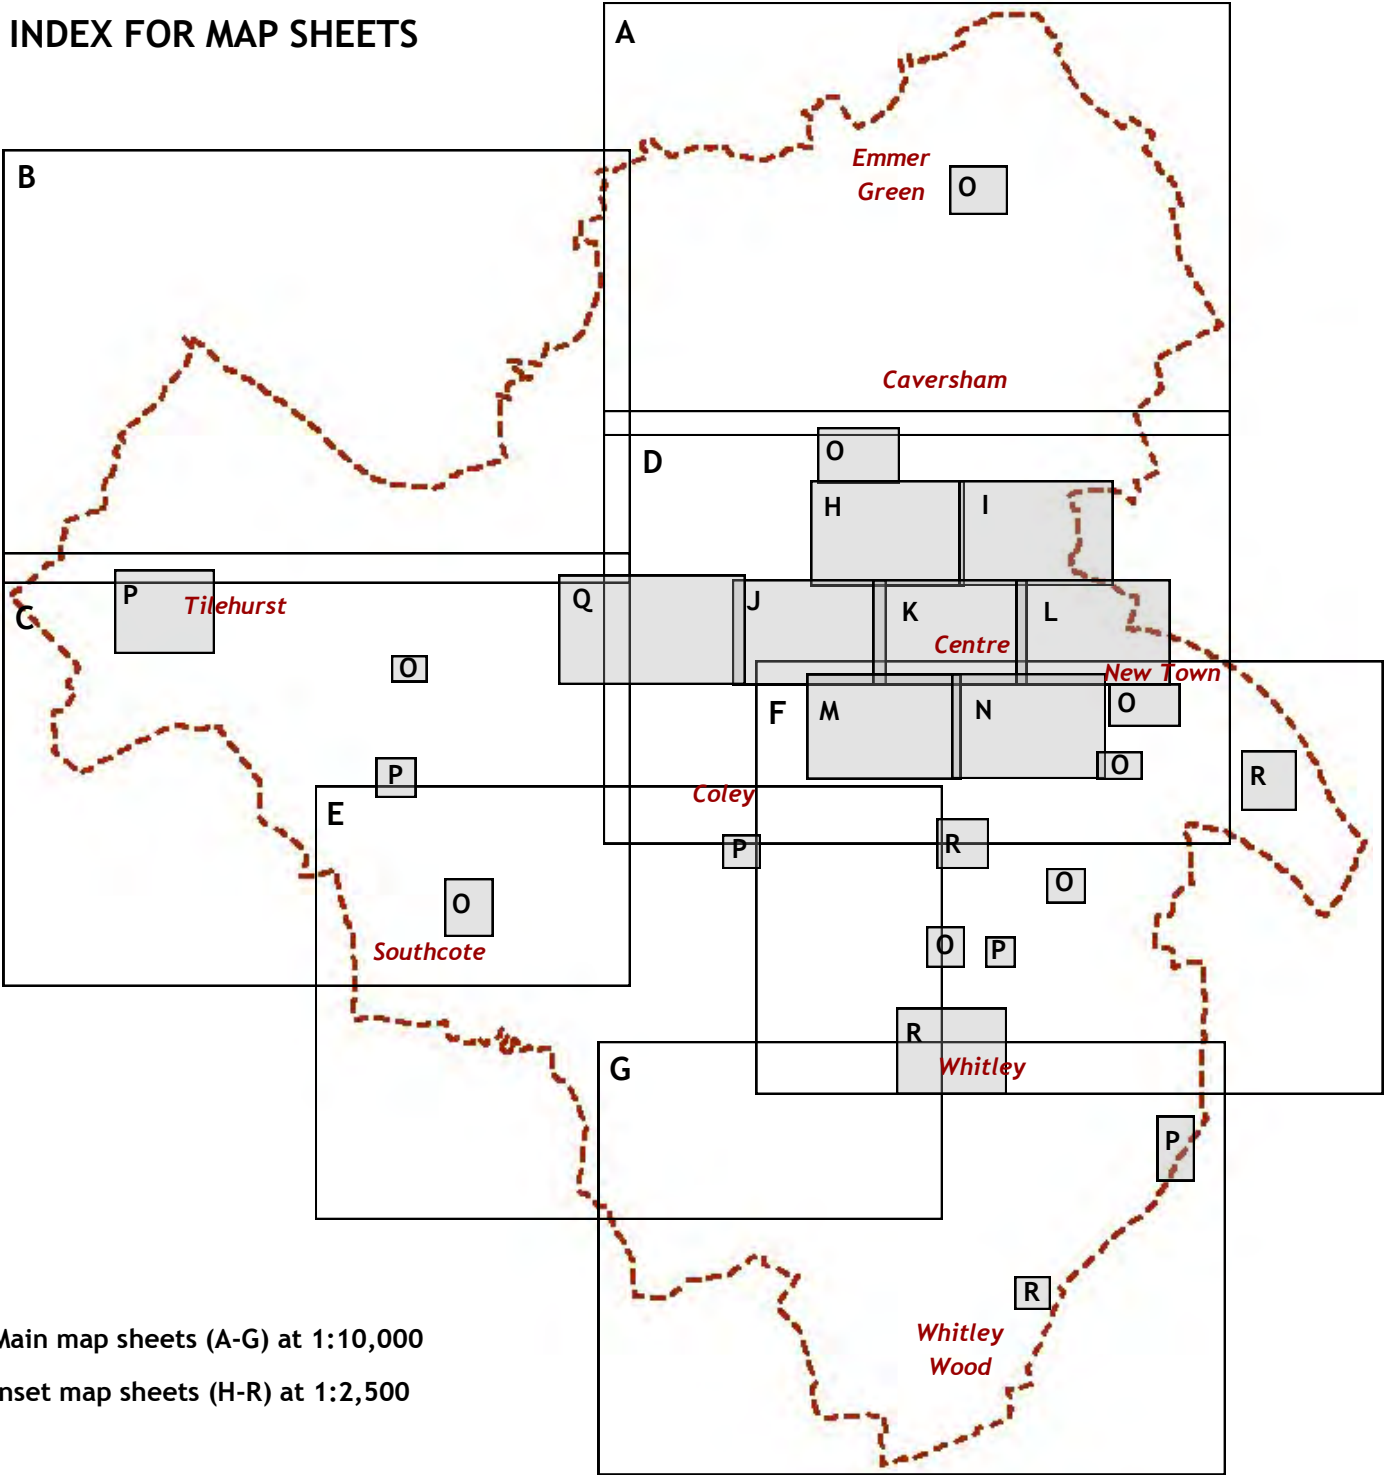 INDEX FOR MAP SHEETS
A
B
Emmer
Green
O
Caversham
D
O
H
I
C
P
Tilehurst
Q
J
K
L
Centre
O
New Town
F
M
N
O
P
O
R
E
Coley
P
R
O
O
Southcote
O
P
R
Whitley
G
P
R
Whitley
Wood
Main map sheets (A-G) at 1:10,000
nset map sheets (H-R) at 1:2,500